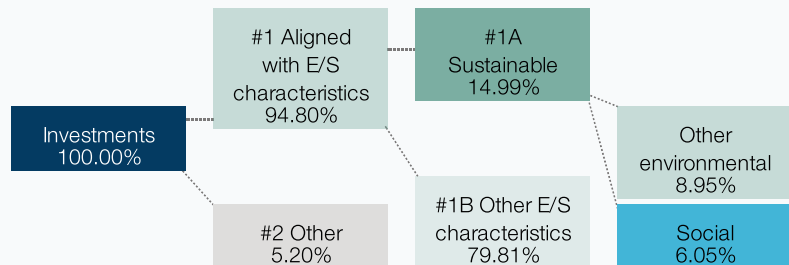 #1 Aligned
with E/S
characteristics
94.80%
#1A
Sustainable
14.99%
Investments
100.00%
Other
environmental
8.95%
#2 Other
5.20%
#1B Other E/S
characteristics
79.81%
Social
6.05%